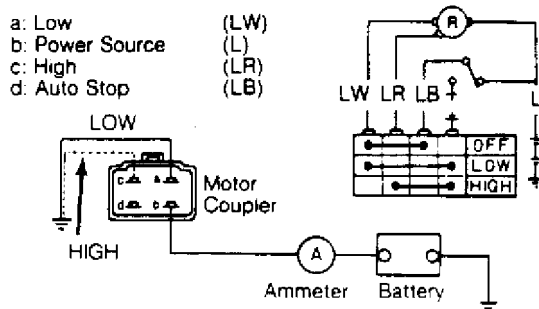 a: Low (LW)
b: Power Source (L)
c: High (LR)
d: Auto Stop (LB)
LOW
c a
d b
Motor
Coupler
HIGH
A
Ammeter Battery
R
LW LR LB L
OFF
LOW
HIGH